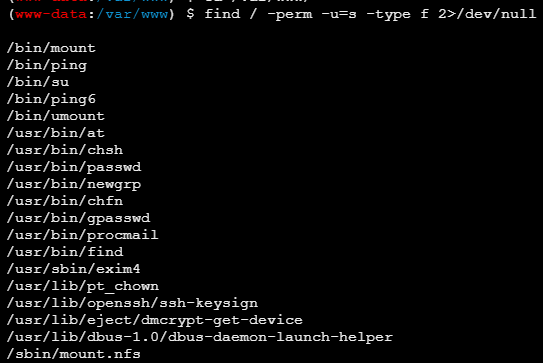 (www-data:/var/www) $ find / -perm -u=s -type f 2>/dev/null
/bin/mount
/bin/ping
/bin/su
/bin/ping6
/bin/umount
/usr/bin/at
/usr/bin/chsh
/usr/bin/passwd
/usr/bin/newgrp
/usr/bin/chfn
/usr/bin/gpasswd
/usr/bin/procmail
/usr/bin/find
/usr/sbin/exim4
/usr/lib/pt_chown
/usr/lib/openssh/ssh-keysign
/usr/lib/eject/dmcrypt-get-device
/usr/lib/dbus-1.0/dbus-daemon-launch-helper
/sbin/mount.nfs